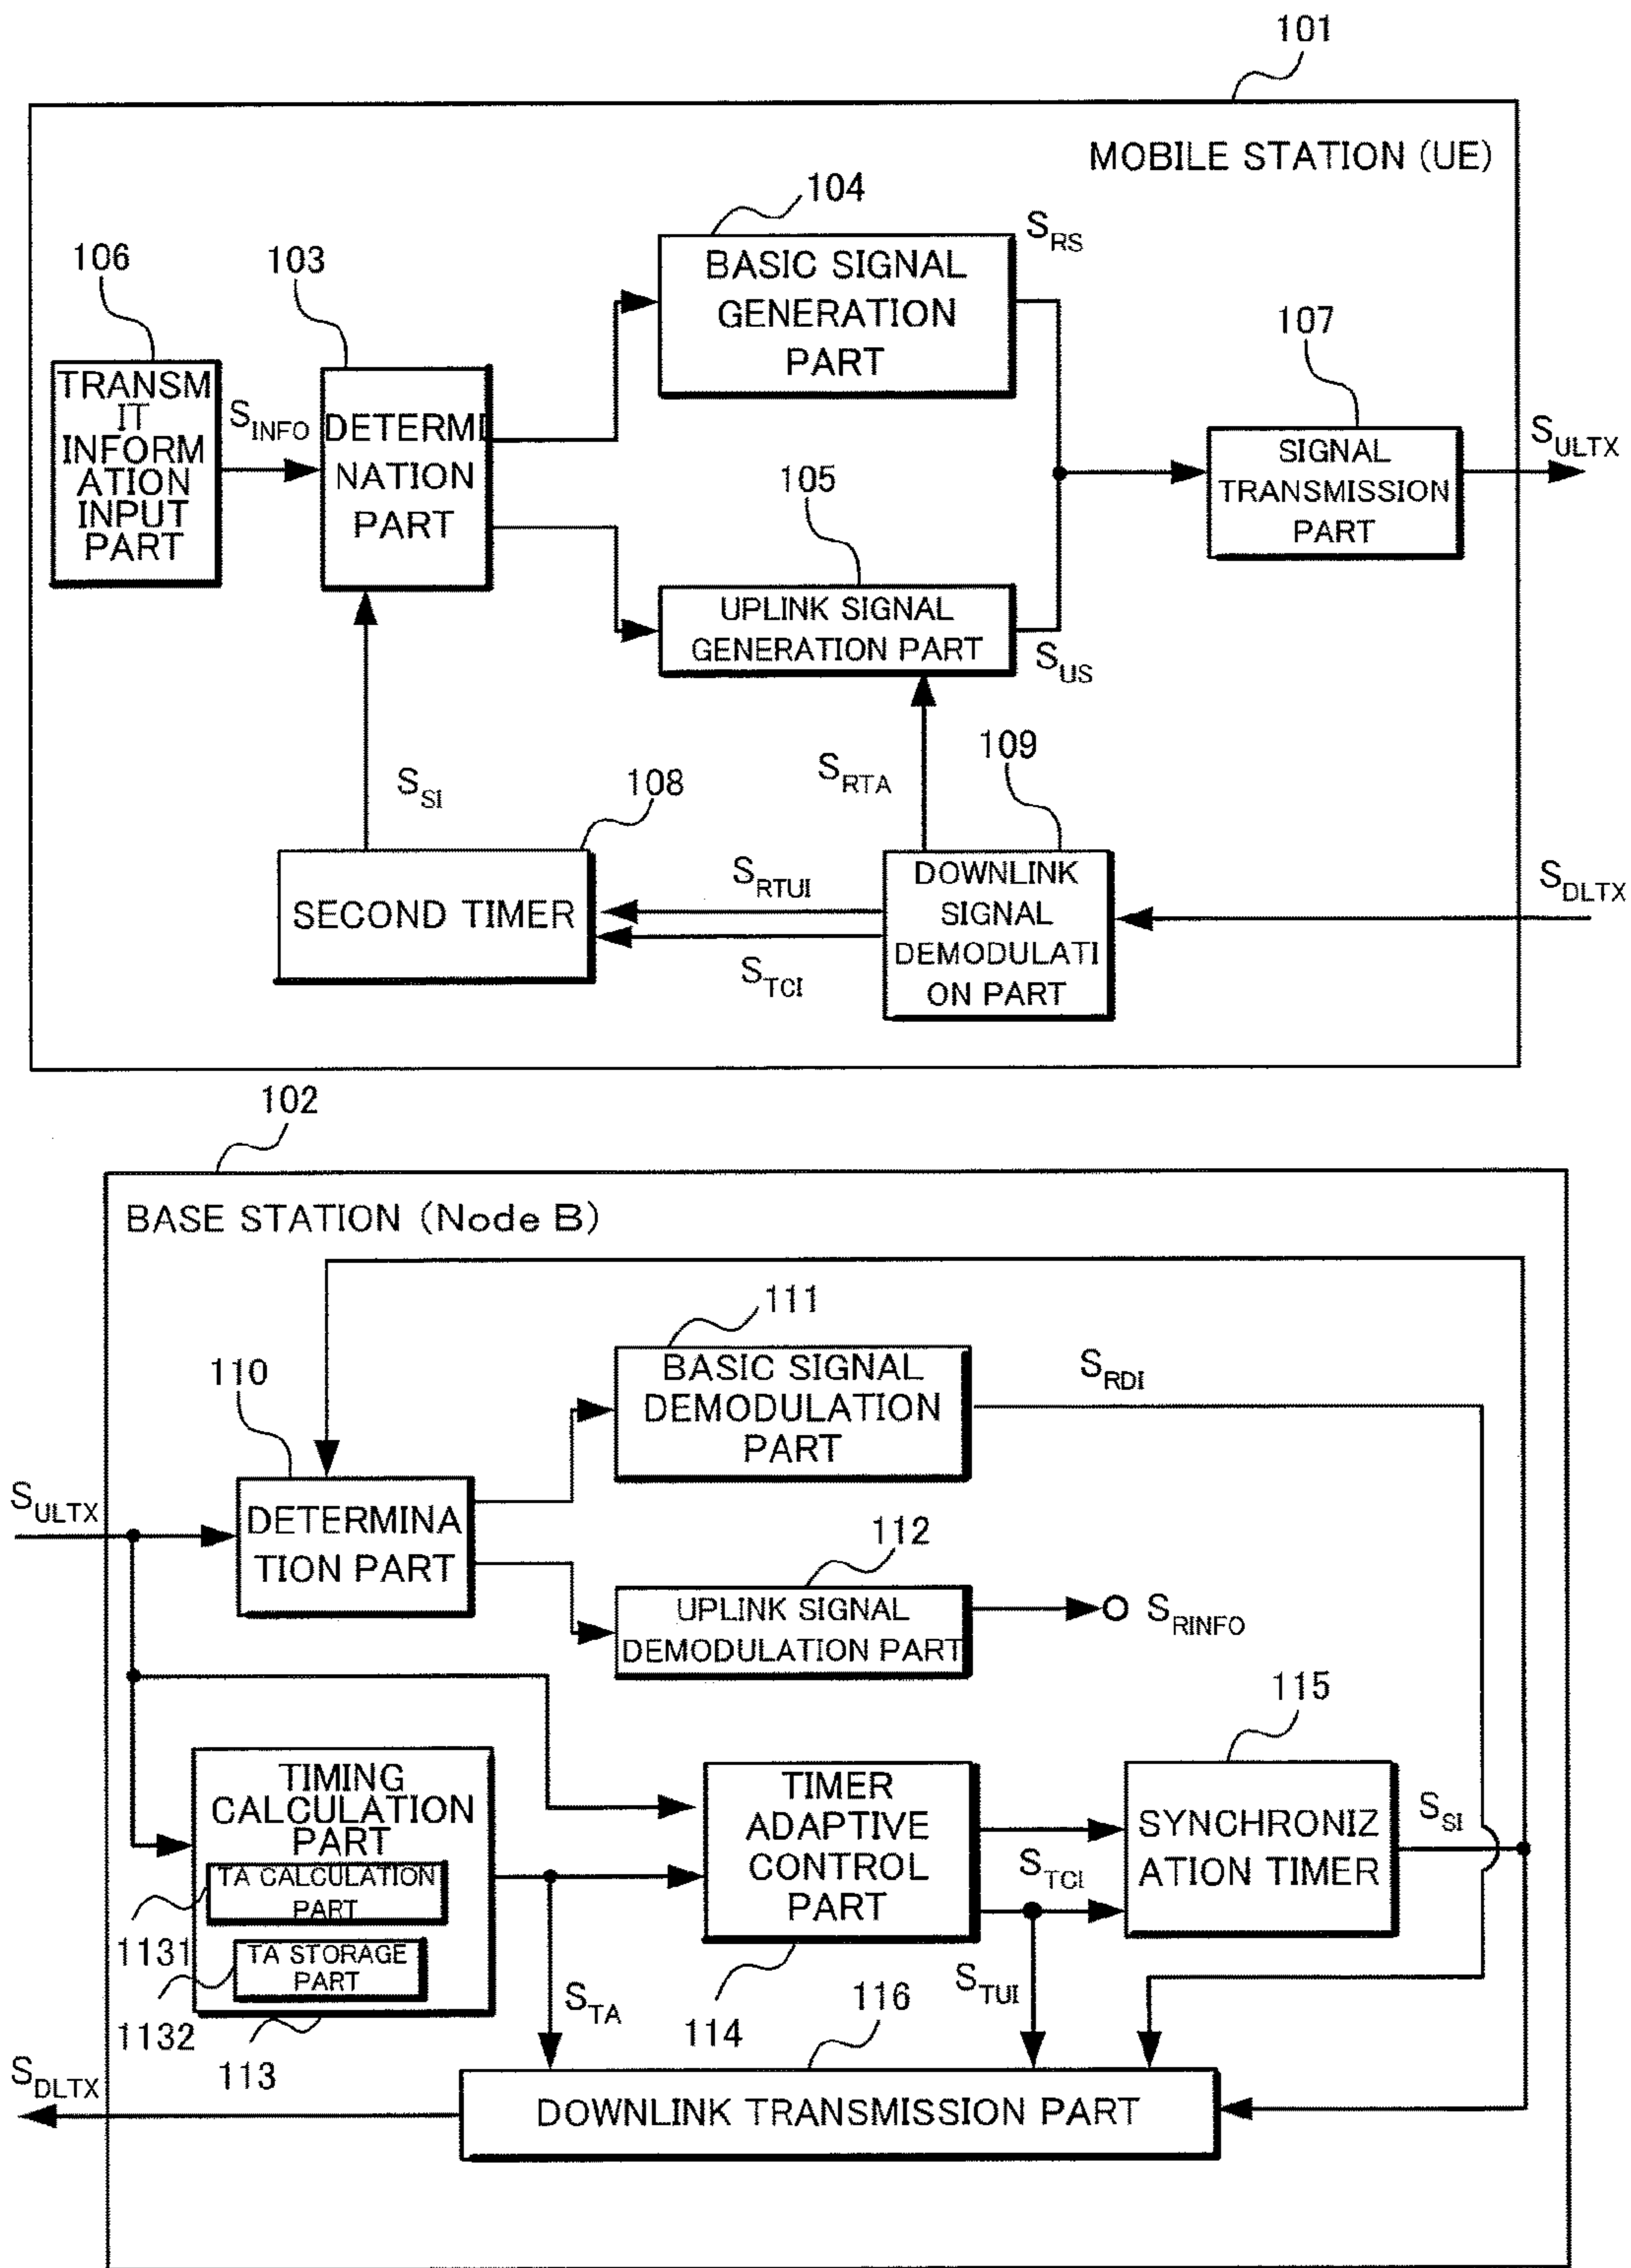 101
MOBILE STATION (UE)
104
S_RS
106
103
BASIC SIGNAL
GENERATION
PART
107
TRANSM
IT
INFORM
ATION
INPUT
PART
S_INFO
DETERMI
NATION
PART
SIGNAL
TRANSMISSION
PART
S_ULTX
105
UPLINK SIGNAL
GENERATION PART
S_US
109
S_RTA
S_SI
108
SECOND TIMER
S_RTUI
S_TCI
DOWNLINK
SIGNAL
DEMODULATI
ON PART
S_DLTX
102
BASE STATION (Node B)
111
110
BASIC SIGNAL
DEMODULATION
PART
S_RDI
S_ULTX
DETERMINA
TION PART
112
UPLINK SIGNAL
DEMODULATION PART
S_RINFO
115
TIMING
CALCULATION
PART
TA CALCULATION
PART
TA STORAGE
PART
1131
1132
113
TIMER
ADAPTIVE
CONTROL
PART
S_TCI
SYNCHRONIZ
ATION TIMER
S_SI
S_TA
114
116
S_TUI
S_DLTX
DOWNLINK TRANSMISSION PART